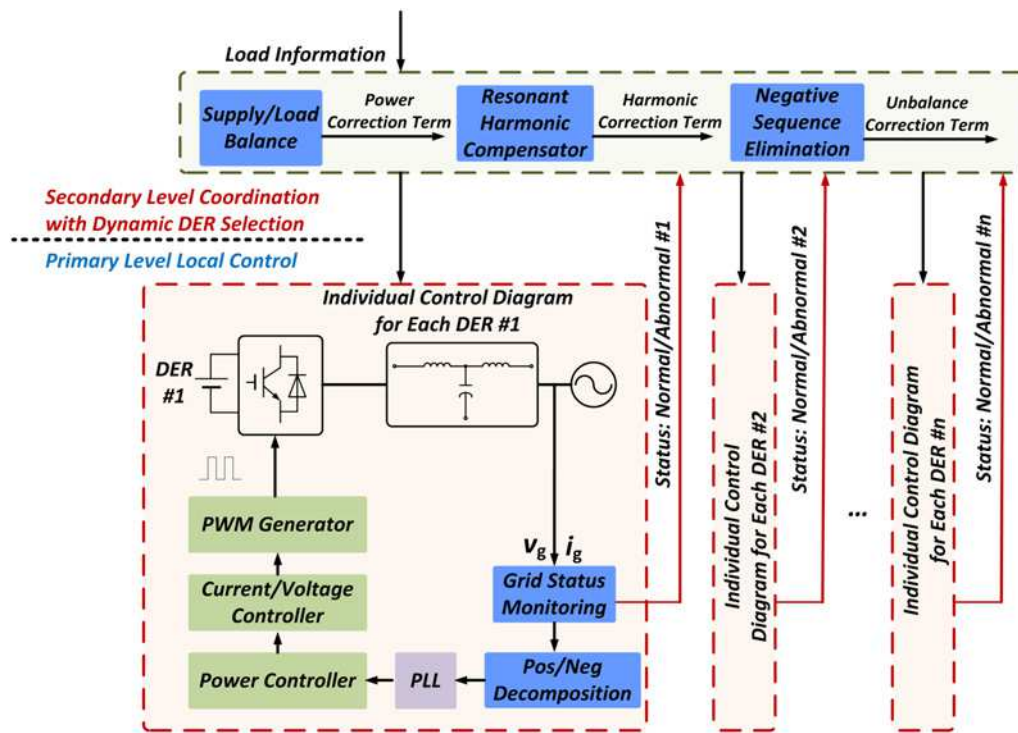 Load Information
Supply/Load
Balance
Power
Correction Term
Resonant
Harmonic
Compensator
Harmonic
Correction Term
Negative
Sequence
Elimination
Unbalance
Correction Term
Secondary Level Coordination
with Dynamic DER Selection
Primary Level Local Control
Individual Control Diagram
for Each DER #1
DER
#1
PWM Generator
Current/Voltage
Controller
Power Controller
PLL
Pos/Neg
Decomposition
Grid Status
Monitoring
vg ig
Status: Normal/Abnormal #1
Individual Control
Diagram for Each DER #2
Status: Normal/Abnormal #2
...
Individual Control Diagram
for Each DER #n
Status: Normal/Abnormal #n